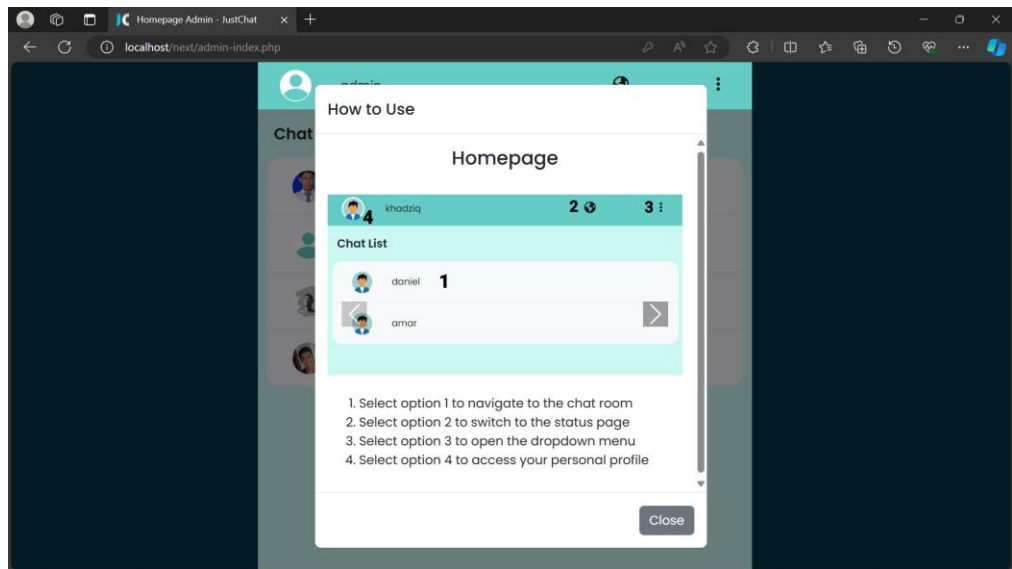 Homepage Admin - JustChat
localhost/next/admin-index.php
admin
How to Use
Chat
Homepage
4 khadziq 2 3
Chat List
daniel 1
amar
1. Select option 1 to navigate to the chat room
2. Select option 2 to switch to the status page
3. Select option 3 to open the dropdown menu
4. Select option 4 to access your personal profile
Close